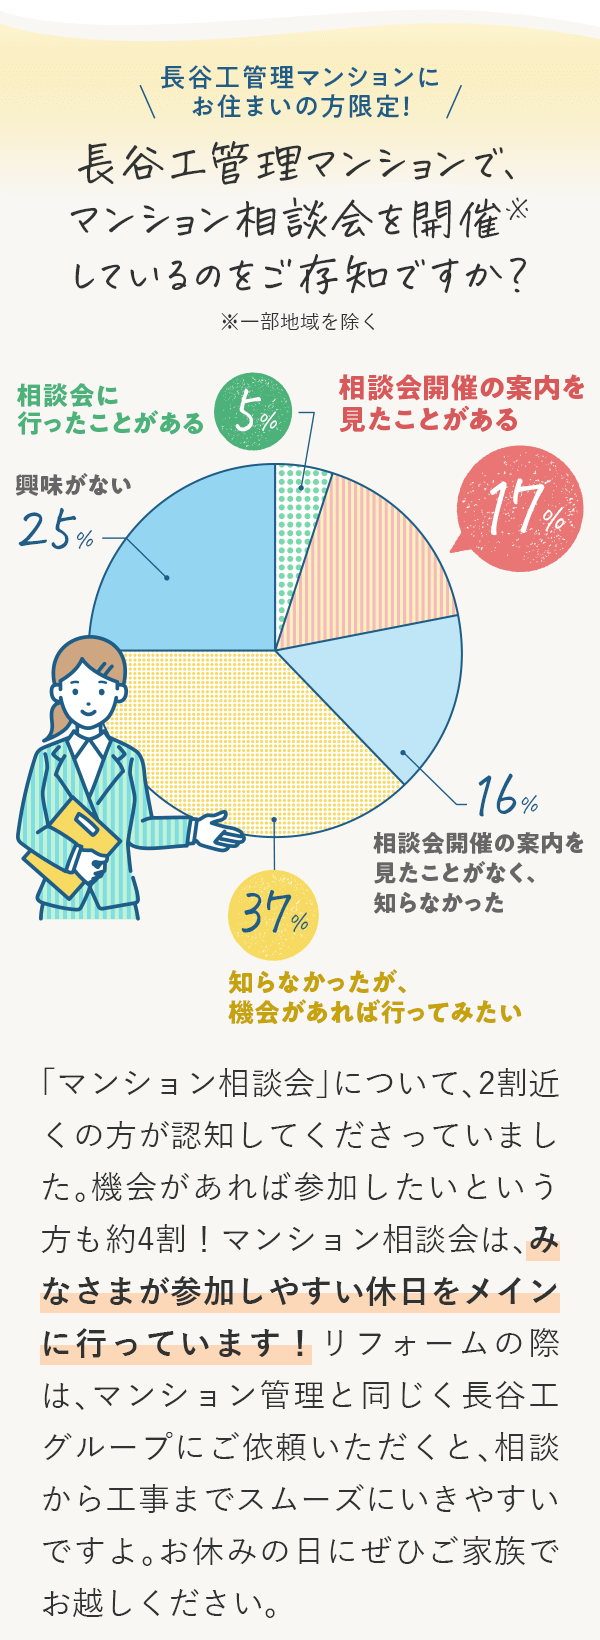 長谷工管理マンションに
お住まいの方限定!
長谷工管理マンションで、
マンション相談会を開催※
しているのをご存知ですか?
※一部地域を除く
相談会に
行ったことがある
5%
相談会開催の案内を
見たことがある
17%
興味がない
25%
16%
相談会開催の案内を
見たことがなく、
知らなかった
37%
知らなかったが、
機会があれば行ってみたい
「マンション相談会」について、2割近
くの方が認知してくださっていまし
た。機会があれば参加したいという
方も約4割！マンション相談会は、み
なさまが参加しやすい休日をメイン
に行っています！リフォームの際
は、マンション管理と同じく長谷工
グループにご依頼いただくと、相談
から工事までスムーズにいきやすい
ですよ。お休みの日にぜひご家族で
お越しください。